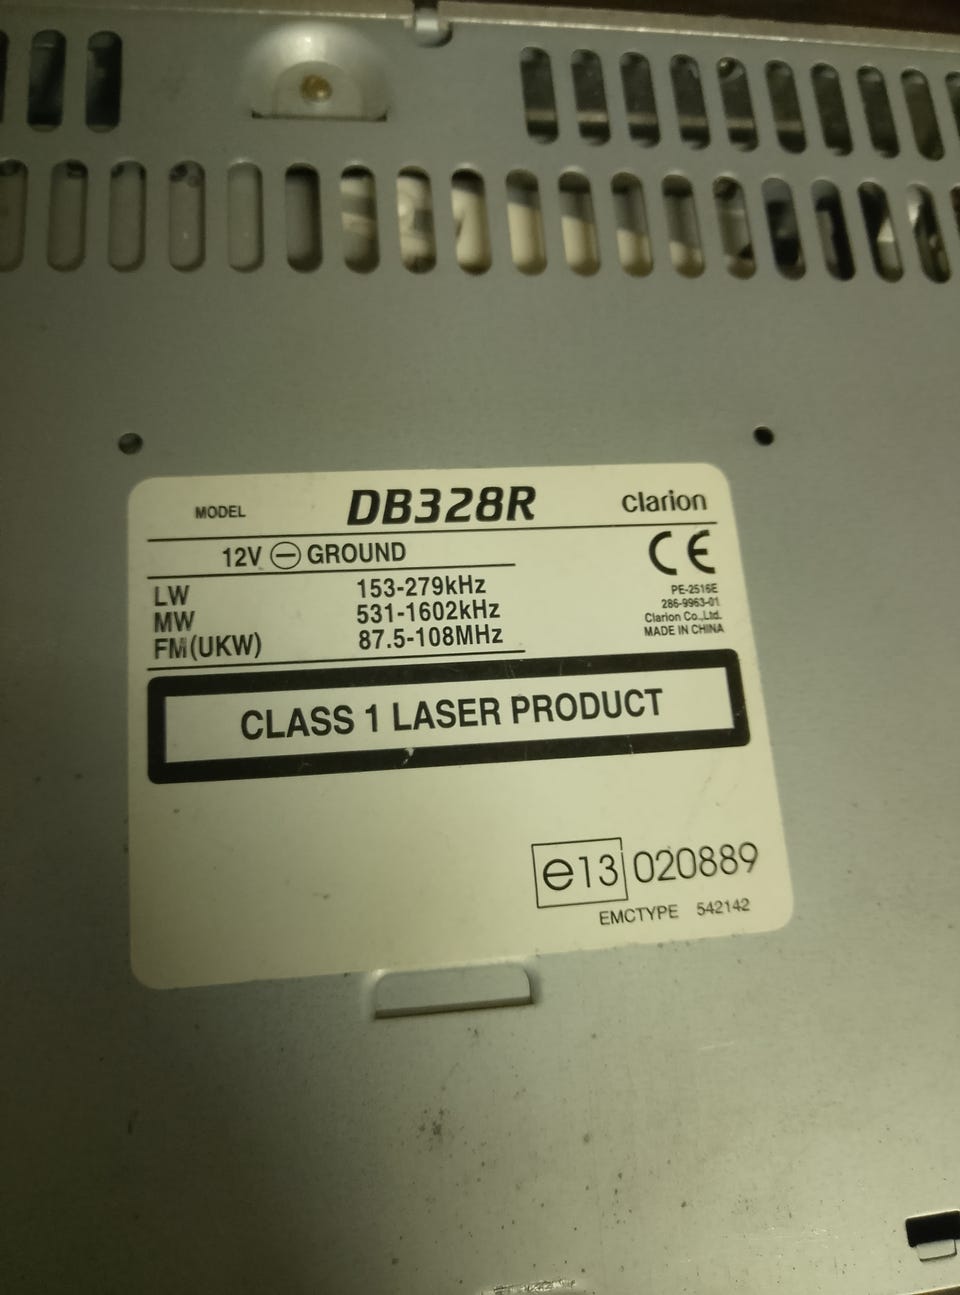 MODEL DB328R clarion
12V ⊖ GROUND
LW 153-279kHz
MW 531-1602kHz
FM(UKW) 87.5-108MHz
CE
PE-2516E
286-9963-01
Clarion Co.,Ltd.
MADE IN CHINA
CLASS 1 LASER PRODUCT
e13 020889
EMCTYPE 542142